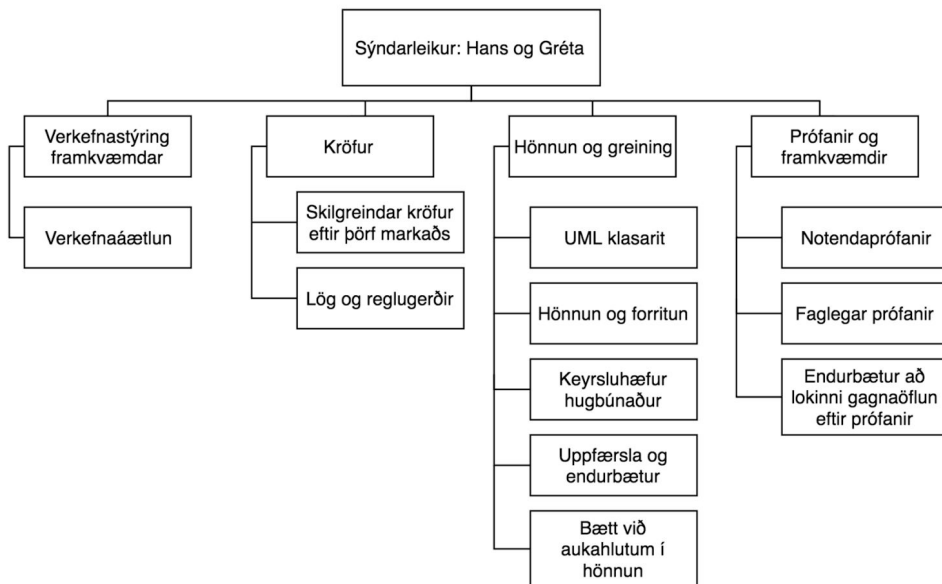 Sýndarleikur: Hans og Gréta
Verkefnastýring
framkvæmdar
Verkefnaáætlun
Kröfur
Skilgreindar kröfur
eftir þörf markaðs
Lög og reglugerðir
Hönnun og greining
UML klasarit
Hönnun og forritun
Keyrsluhæfur
hugbúnaður
Uppfærsla og
endurbætur
Bætt við
aukahlutum í
hönnun
Prófanir og
framkvæmdir
Notendaprófanir
Faglegar prófanir
Endurbætur að
lokinni gagnaöflun
eftir prófanir